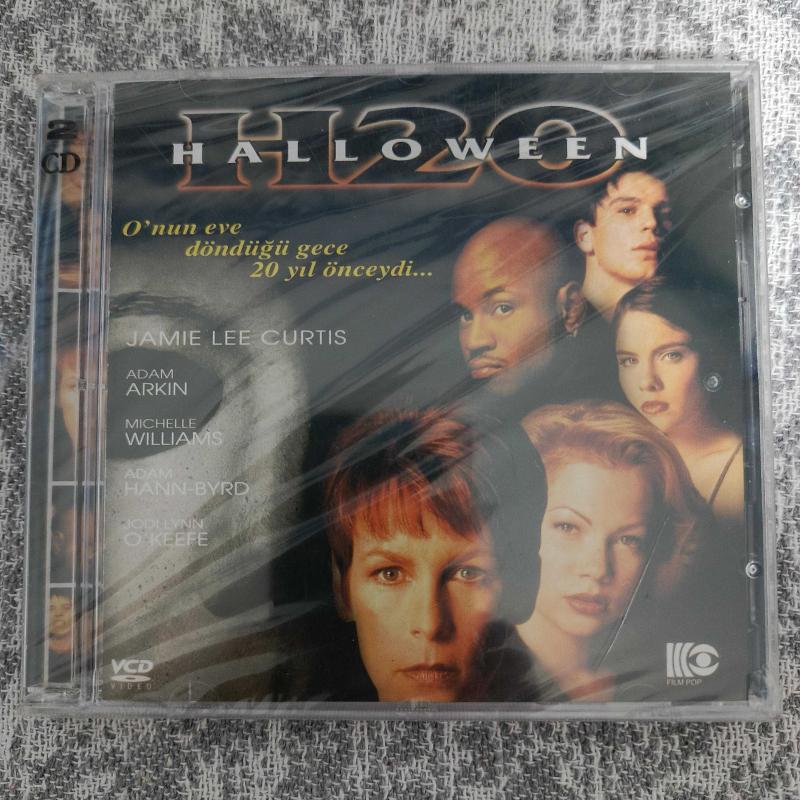 2
CD
H20
HALLOWEEN
O'nun eve
döndüğü gece
20 yıl önceydi...
JAMIE LEE CURTIS
ADAM
ARKIN
MICHELLE
WILLIAMS
ADAM
HANN-BYRD
JODI LYNN
O'KEEFE
VCD
VIDEO
FILM POP